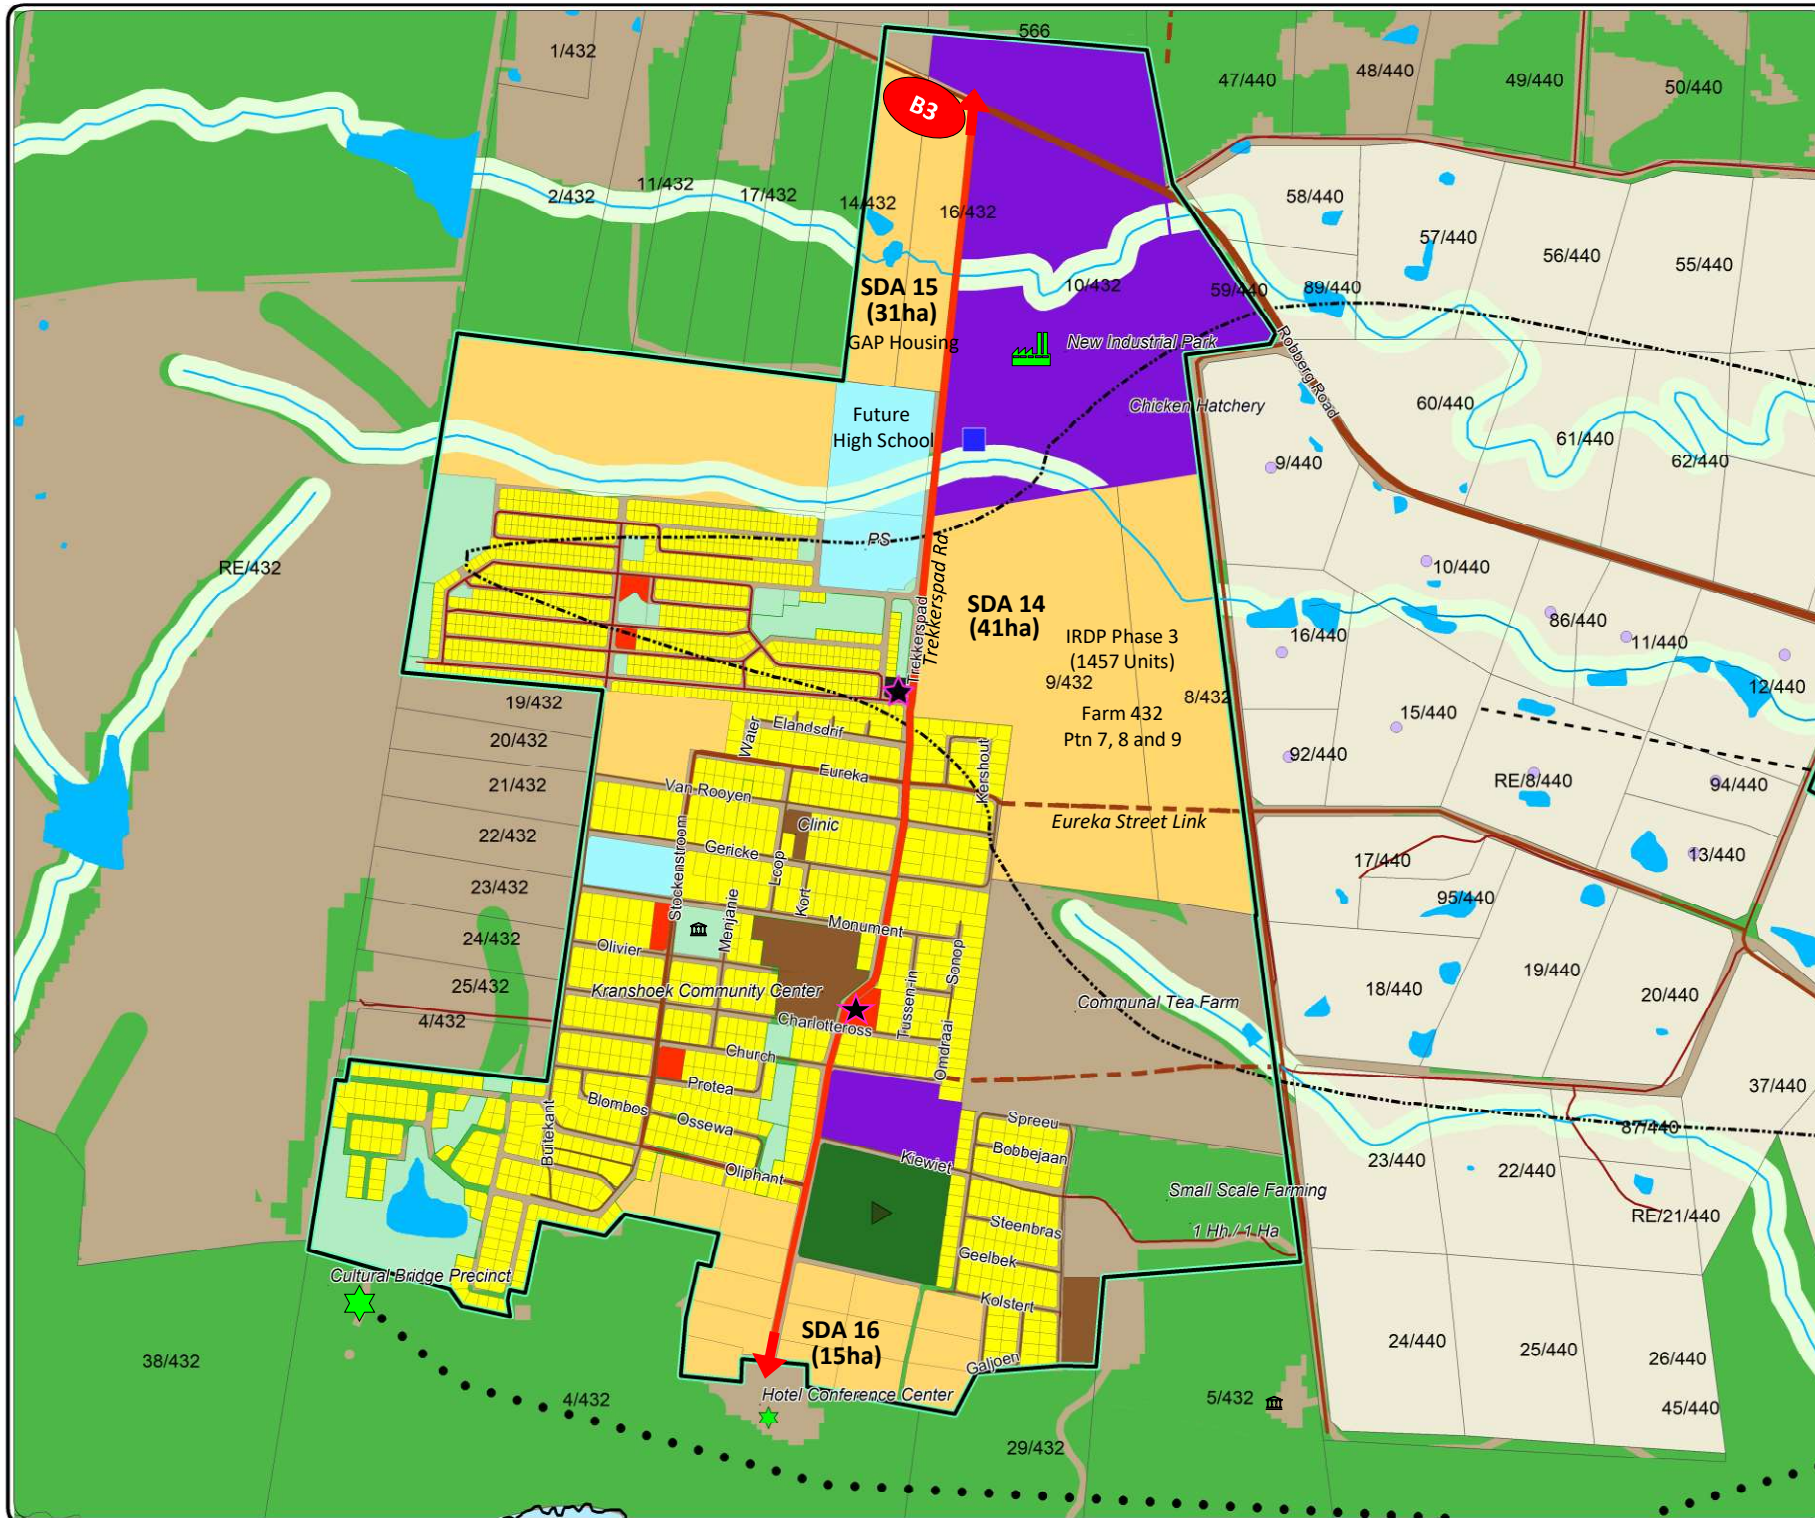 566
1/432
47/440
48/440
49/440
50/440
B3
2/432
11/432
17/432
14/432
16/432
58/440
57/440
56/440
55/440
10/432
59/440
89/440
SDA 15
(31ha)
GAP Housing
New Industrial Park
Robberg Road
Chicken Hatchery
60/440
61/440
62/440
Future
High School
9/440
PS
RE/432
Trekkerspad Rd
Trekkerspad
SDA 14
(41ha)
IRDP Phase 3
(1457 Units)
9/432
8/432
Farm 432
Ptn 7, 8 and 9
10/440
86/440
11/440
16/440
12/440
15/440
92/440
RE/8/440
94/440
13/440
19/432
20/432
21/432
22/432
23/432
24/432
25/432
4/432
Water
Elandsdrif
Eureka
Kershout
Van Rooyen
Clinic
Eureka Street Link
Gericke
Loop
Kort
Stockenstroom
Menjanie
Monument
Olivier
Sonop
Tussen-in
Omdraai
Kranshoek Community Center
Charlotteross
Communal Tea Farm
17/440
95/440
18/440
19/440
20/440
37/440
Church
Protea
Blombos
Ossewa
Buitekant
Oliphant
Kiewiet
Spreeu
Bobbejaan
Steenbras
Geelbek
Kolstert
Galjoen
Small Scale Farming
1 Hh / 1 Ha
87/440
23/440
22/440
RE/21/440
Cultural Bridge Precinct
SDA 16
(15ha)
Hotel Conference Center
38/432
4/432
29/432
5/432
24/440
25/440
26/440
45/440